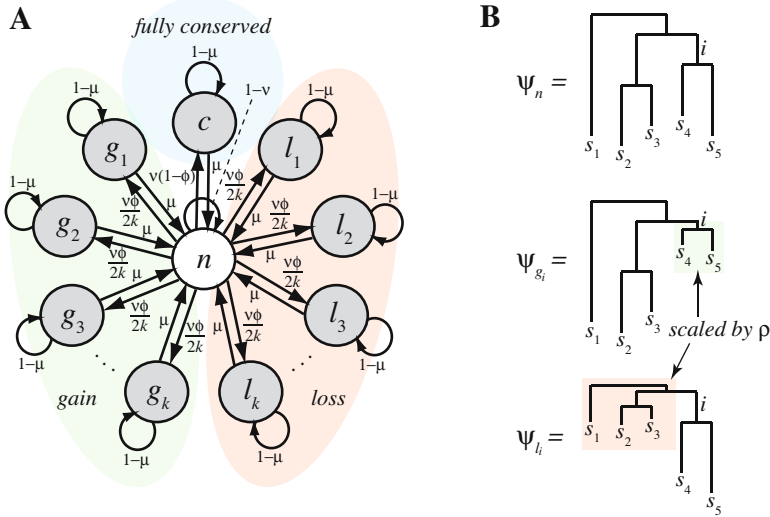 A
fully conserved
1−μ
1−ν
c
1−μ
g1
1−μ
l1
ν(1−ϕ)
μ
μ
νϕ/2k
νϕ/2k
μ
1−μ
g2
1−μ
l2
μ
νϕ/2k
νϕ/2k
μ
n
μ
νϕ/2k
νϕ/2k
μ
g3
1−μ
l3
1−μ
μ
νϕ/2k
μ
νϕ/2k
...
gk
lk
...
gain
loss
1−μ
1−μ
B
Ψn =
i
s1
s2
s3
s4
s5
Ψgi =
i
s4
s5
s1
s2
s3
scaled by ρ
Ψli =
i
s1
s2
s3
s4
s5